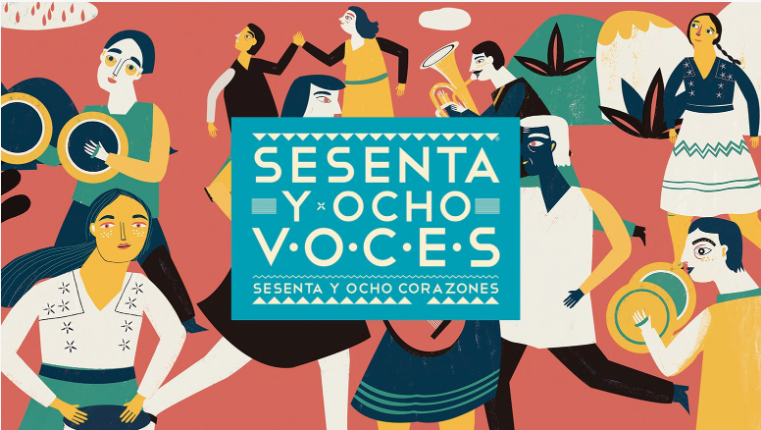 SESENTA
Y × OCHO
V·O·C·E·S
SESENTA Y OCHO CORAZONES